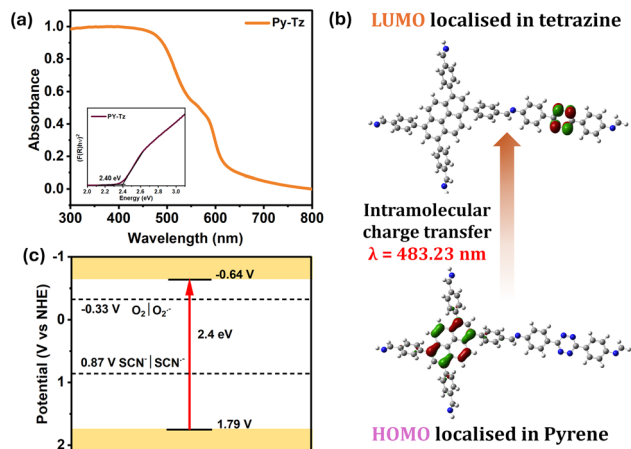 (a)
Py-Tz
Absorbance
1.0
0.8
0.6
0.4
0.2
0.0
300 400 500 600 700 800
Wavelength (nm)
PY-Tz
(F(R)hν)²
2.40 eV
2.0 2.2 2.4 2.6 2.8 3.0
Energy (eV)
(b)
LUMO localised in tetrazine
Intramolecular
charge transfer
λ = 483.23 nm
HOMO localised in Pyrene
(c)
Potential (V vs NHE)
-1
0
1
2
-0.64 V
-0.33 V O₂|O₂·⁻
2.4 eV
0.87 V SCN⁻|SCN·⁻
1.79 V